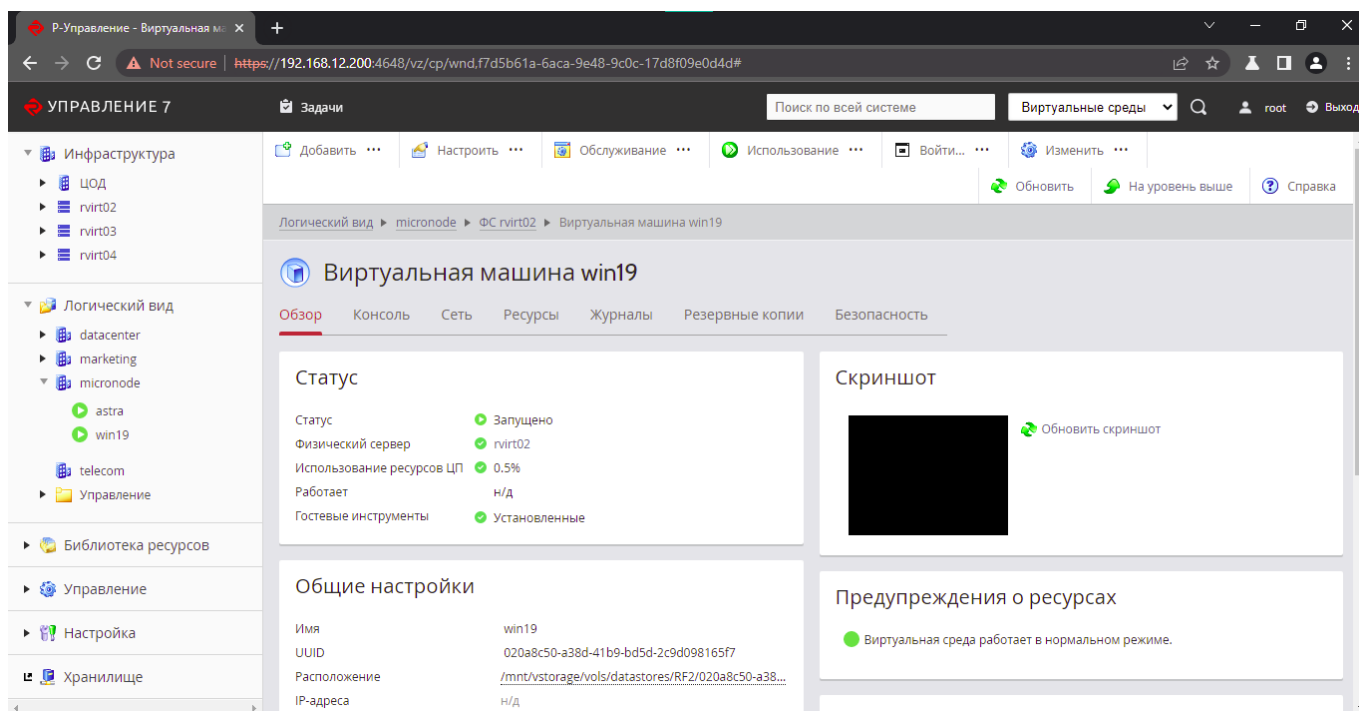 Р-Управление - Виртуальная ма
Not secure | https://192.168.12.200:4648/vz/cp/wnd.f7d5b61a-6aca-9e48-9c0c-17d8f09e0d4d#
УПРАВЛЕНИЕ 7
Задачи
Поиск по всей системе
Виртуальные среды
root
Выход
Инфраструктура
ЦОД
rvirt02
rvirt03
rvirt04
Логический вид
datacenter
marketing
micronode
astra
win19
telecom
Управление
Библиотека ресурсов
Управление
Настройка
Хранилище
Добавить ...
Настроить ...
Обслуживание ...
Использование ...
Войти... ...
Изменить ...
Обновить
На уровень выше
Справка
Логический вид ▸ micronode ▸ ФС rvirt02 ▸ Виртуальная машина win19
Виртуальная машина win19
Обзор Консоль Сеть Ресурсы Журналы Резервные копии Безопасность
Статус
Статус Запущено
Физический сервер rvirt02
Использование ресурсов ЦП 0.5%
Работает н/д
Гостевые инструменты Установленные
Общие настройки
Имя win19
UUID 020a8c50-a38d-41b9-bd5d-2c9d098165f7
Расположение /mnt/vstorage/vols/datastores/RF2/020a8c50-a38...
IP-адреса н/д
Скриншот
Обновить скриншот
Предупреждения о ресурсах
Виртуальная среда работает в нормальном режиме.